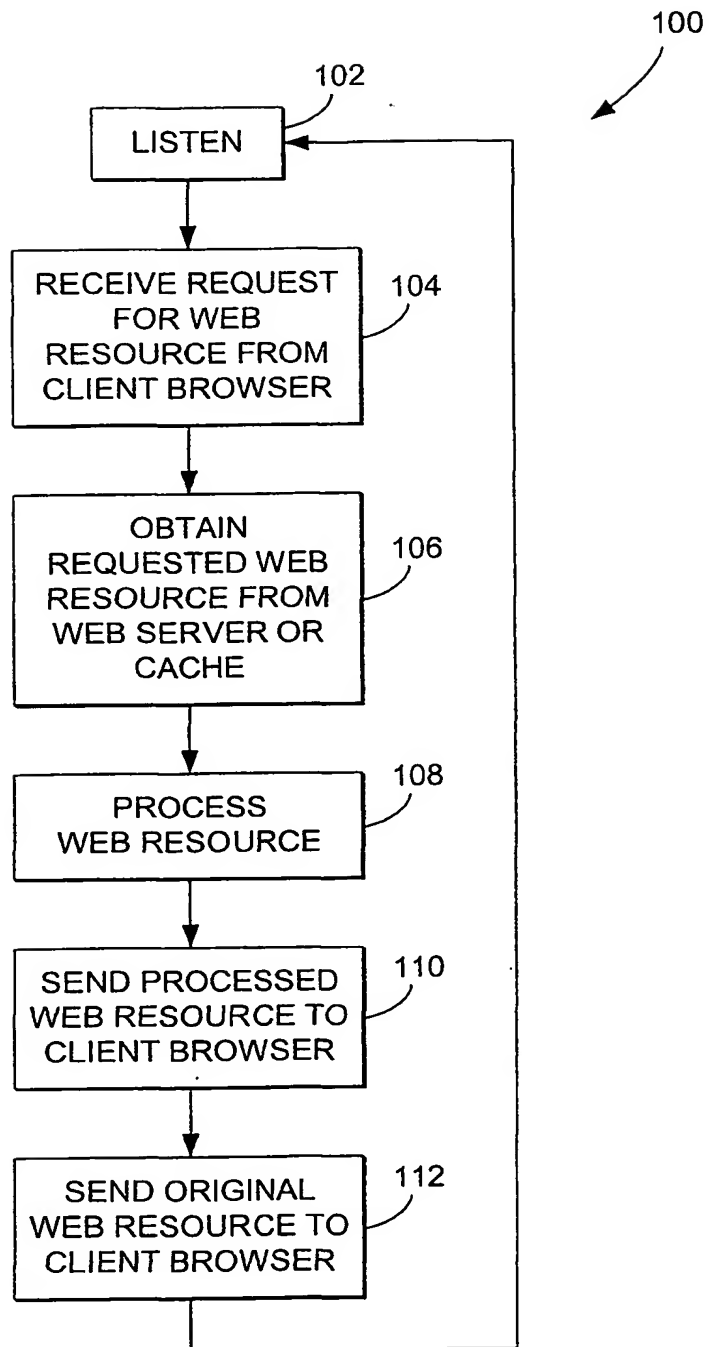 100
102
LISTEN
RECEIVE REQUEST
FOR WEB
RESOURCE FROM
CLIENT BROWSER
104
OBTAIN
REQUESTED WEB
RESOURCE FROM
WEB SERVER OR
CACHE
106
108
PROCESS
WEB RESOURCE
SEND PROCESSED
WEB RESOURCE TO
CLIENT BROWSER
110
SEND ORIGINAL
WEB RESOURCE TO
CLIENT BROWSER
112